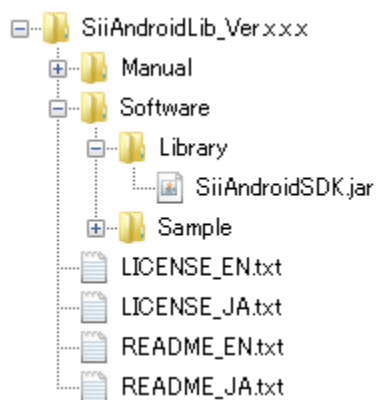 SiiAndroidLib_Ver.x.x.x
Manual
Software
Library
SiiAndroidSDK.jar
Sample
LICENSE_EN.txt
LICENSE_JA.txt
README_EN.txt
README_JA.txt